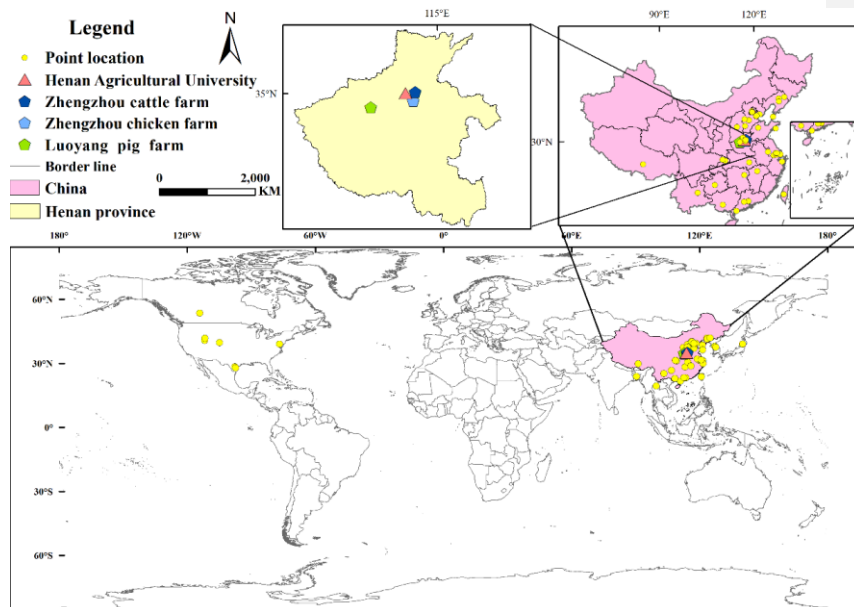 Legend
Point location
Henan Agricultural University
Zhengzhou cattle farm
Zhengzhou chicken farm
Luoyang pig farm
Border line
China
Henan province
0 2,000
KM
N
115°E
35°N
90°E 120°E
30°N
180° 120°W 60°W 0° 60°E 120°E 180°
60°N
30°N
0°
30°S
60°S